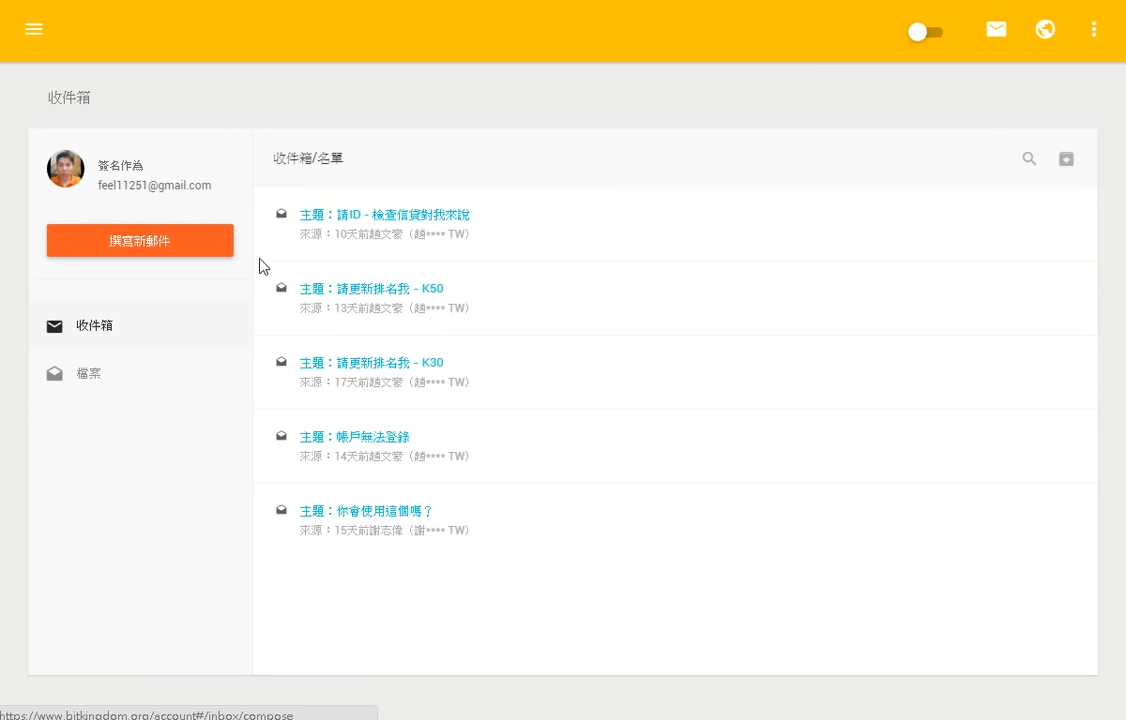 收件箱
簽名作為
feel11251@gmail.com
撰寫新郵件
收件箱
檔案
收件箱/名單
主題：請ID - 檢查信貸對我來說
來源：10天前趙文豪（趙**** TW）
主題：請更新排名我 - K50
來源：13天前趙文豪（趙**** TW）
主題：請更新排名我 - K30
來源：17天前趙文豪（趙**** TW）
主題：帳戶無法登錄
來源：14天前趙文豪（趙**** TW）
主題：你會使用這個嗎？
來源：15天前謝志偉（謝**** TW）
https://www.bitkingdom.org/account#/inbox/compose